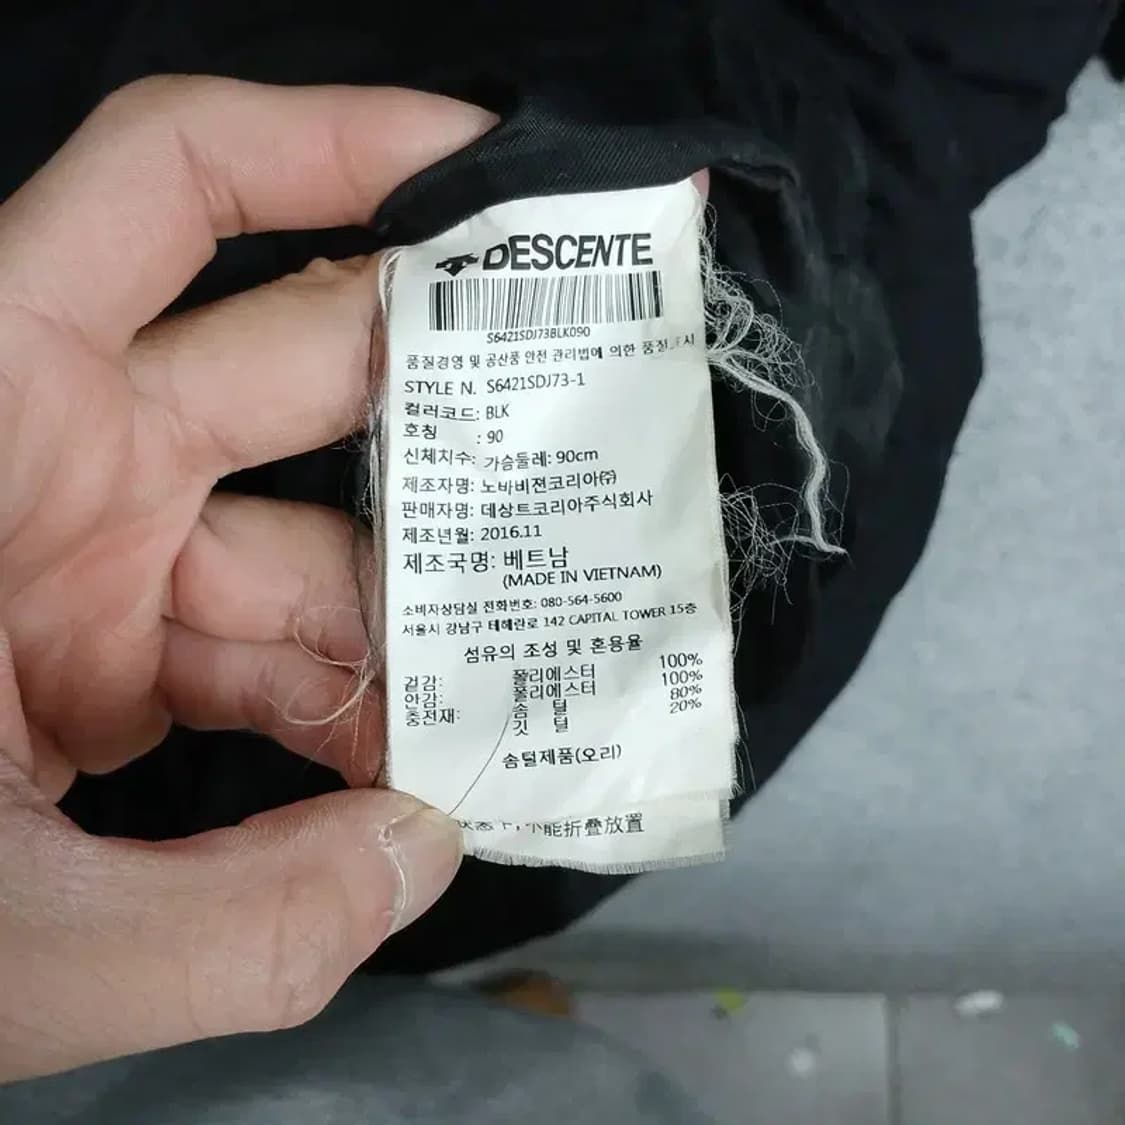 DESCENTE
S6421SDJ73BLK090
품질경영 및 공산품 안전 관리법에 의한 품질표시
STYLE N. S6421SDJ73-1
컬러코드: BLK
호칭 : 90
신체치수: 가슴둘레: 90cm
제조자명: 노바비젼코리아㈜
판매자명: 데상트코리아주식회사
제조년월: 2016.11
제조국명: 베트남
(MADE IN VIETNAM)
소비자상담실 전화번호: 080-564-5600
서울시 강남구 테헤란로 142 CAPITAL TOWER 15층
섬유의 조성 및 혼용율
겉감: 폴리에스터 100%
안감: 폴리에스터 100%
충전재: 솜 털 80%
깃 털 20%
솜털제품(오리)
不能折叠放置